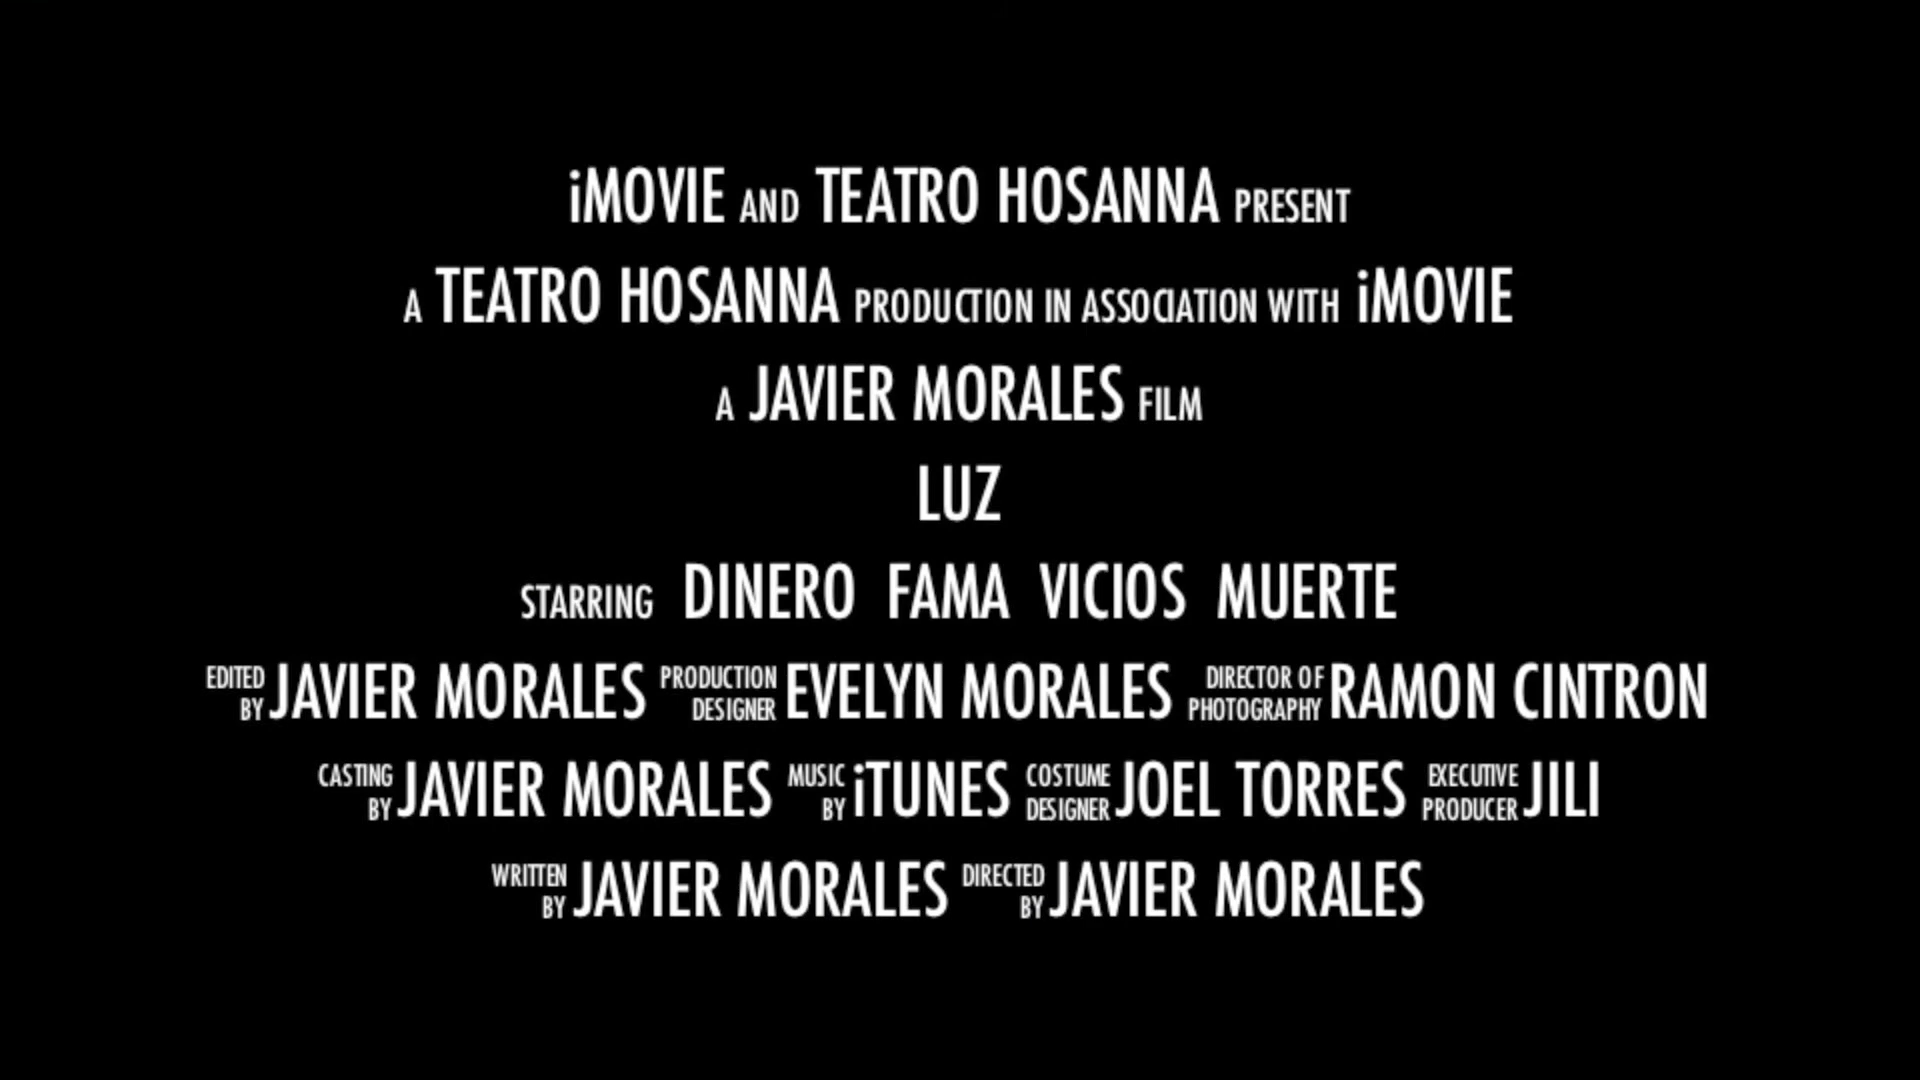 iMOVIE AND TEATRO HOSANNA PRESENT
A TEATRO HOSANNA PRODUCTION IN ASSOCIATION WITH iMOVIE
A JAVIER MORALES FILM
LUZ
STARRING DINERO FAMA VICIOS MUERTE
EDITED BY JAVIER MORALES PRODUCTION DESIGNER EVELYN MORALES DIRECTOR OF PHOTOGRAPHY RAMON CINTRON
CASTING BY JAVIER MORALES MUSIC BY iTUNES COSTUME DESIGNER JOEL TORRES EXECUTIVE PRODUCER JILI
WRITTEN BY JAVIER MORALES DIRECTED BY JAVIER MORALES